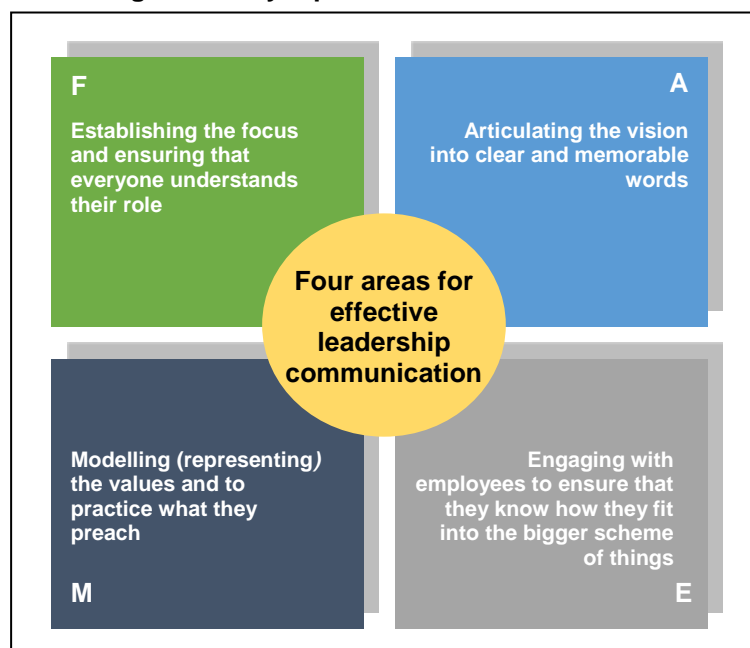 F
Establishing the focus
and ensuring that
everyone understands
their role
A
Articulating the vision
into clear and memorable
words
Four areas for
effective
leadership
communication
Modelling (representing)
the values and to
practice what they
preach
M
Engaging with
employees to ensure that
they know how they fit
into the bigger scheme
of things
E